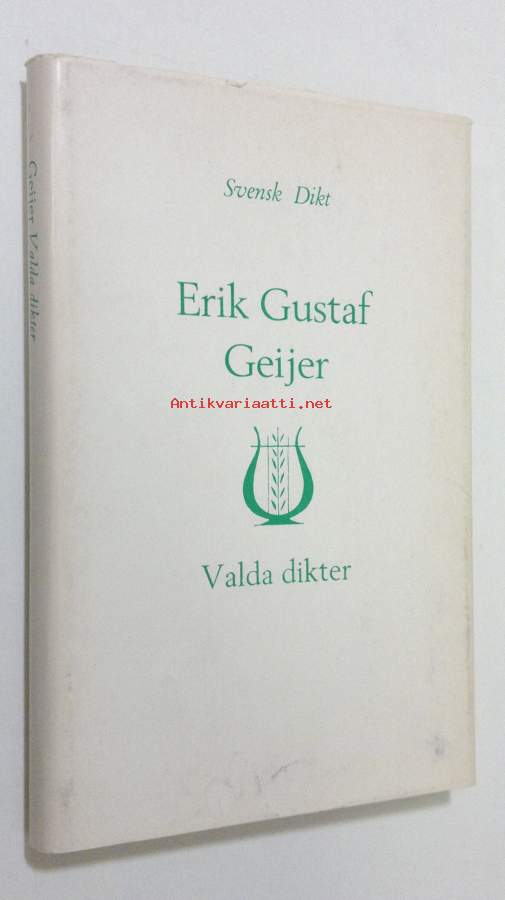 Svensk Dikt
Erik Gustaf
Geijer
Antikvariaatti.net
Valda dikter
Geijer Valda dikter